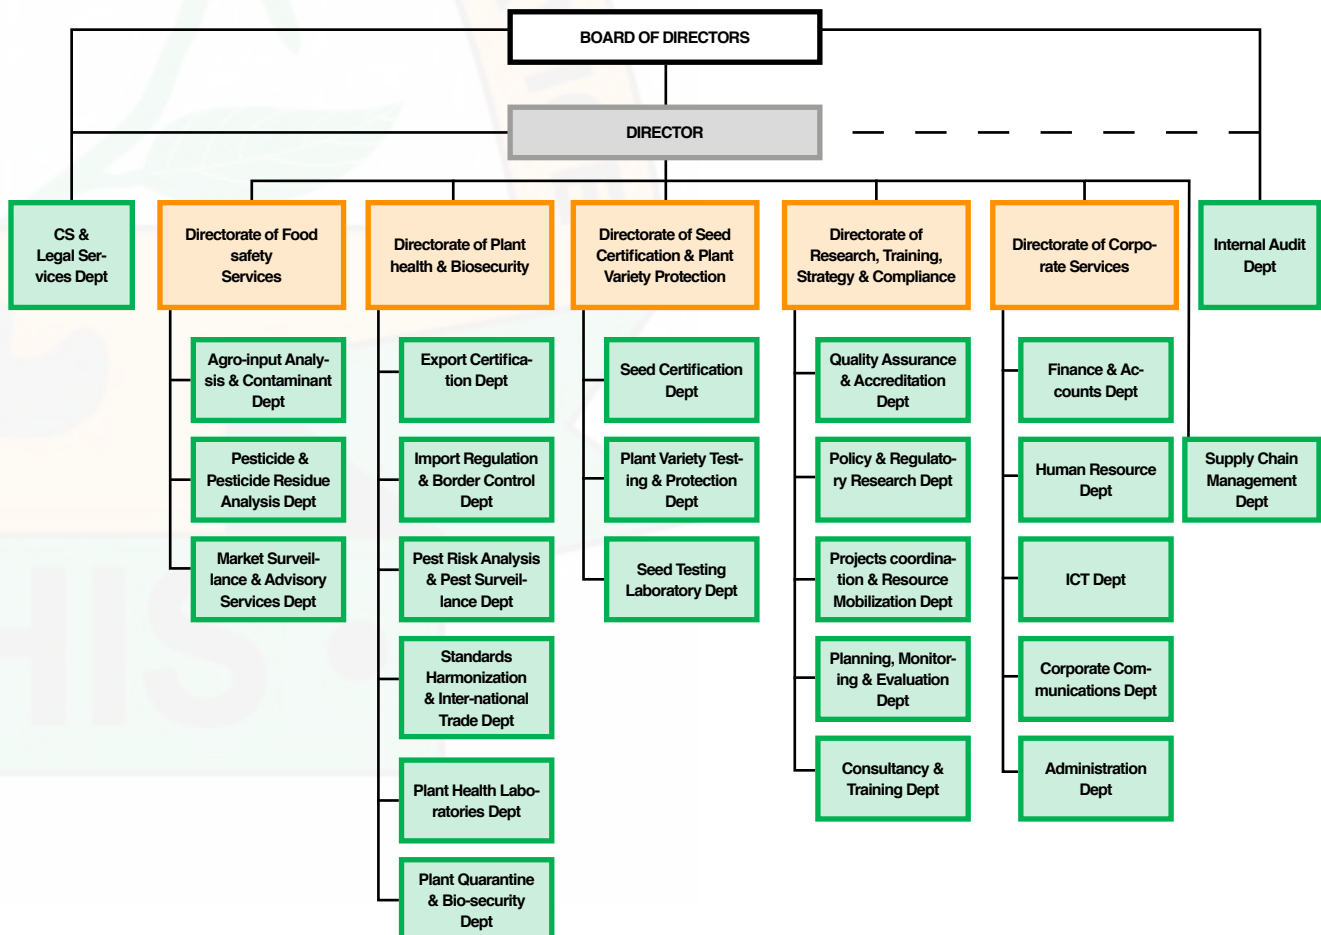 BOARD OF DIRECTORS
DIRECTOR
CS &
Legal Ser-
vices Dept
Directorate of Food
safety
Services
Directorate of Plant
health & Biosecurity
Directorate of Seed
Certification & Plant
Variety Protection
Directorate of
Research, Training,
Strategy & Compliance
Directorate of Corpo-
rate Services
Internal Audit
Dept
Agro-input Analy-
sis & Contaminant
Dept
Pesticide &
Pesticide Residue
Analysis Dept
Market Surveil-
lance & Advisory
Services Dept
Export Certifica-
tion Dept
Import Regulation
& Border Control
Dept
Pest Risk Analysis
& Pest Surveil-
lance Dept
Standards
Harmonization
& Inter-national
Trade Dept
Plant Health Labo-
ratories Dept
Plant Quarantine
& Bio-security
Dept
Seed Certification
Dept
Plant Variety Test-
ing & Protection
Dept
Seed Testing
Laboratory Dept
Quality Assurance
& Accreditation
Dept
Policy & Regulato-
ry Research Dept
Projects coordina-
tion & Resource
Mobilization Dept
Planning, Monitor-
ing & Evaluation
Dept
Consultancy &
Training Dept
Finance & Ac-
counts Dept
Human Resource
Dept
ICT Dept
Corporate Com-
munications Dept
Administration
Dept
Supply Chain
Management
Dept
HIS